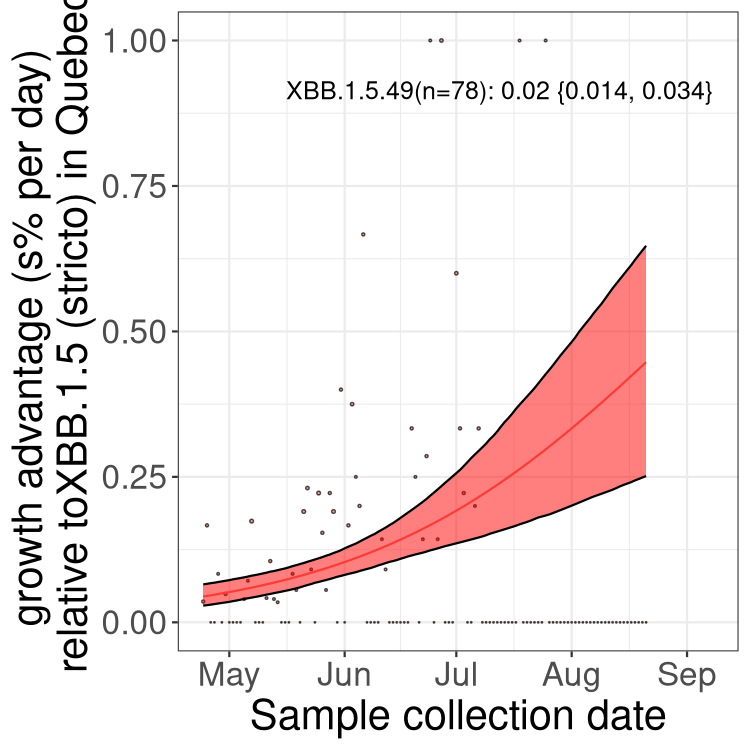 growth advantage (s% per day)
relative toXBB.1.5 (stricto) in Quebec
1.00
0.75
0.50
0.25
0.00
XBB.1.5.49(n=78): 0.02 {0.014, 0.034}
May Jun Jul Aug Sep
Sample collection date